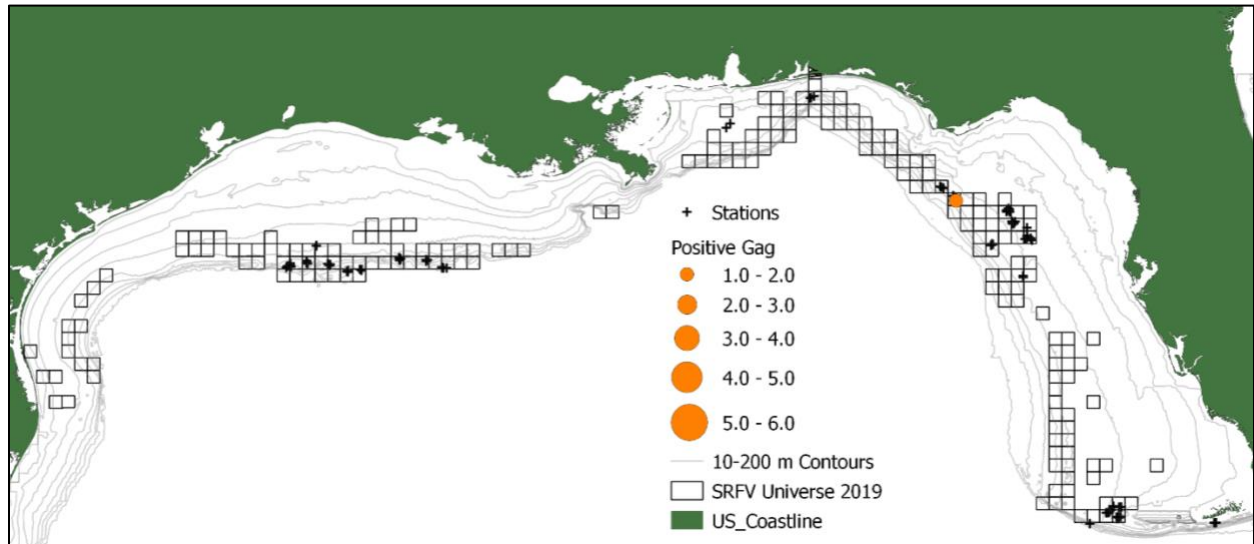 Stations
Positive Gag
1.0 - 2.0
2.0 - 3.0
3.0 - 4.0
4.0 - 5.0
5.0 - 6.0
10-200 m Contours
SRFV Universe 2019
US_Coastline